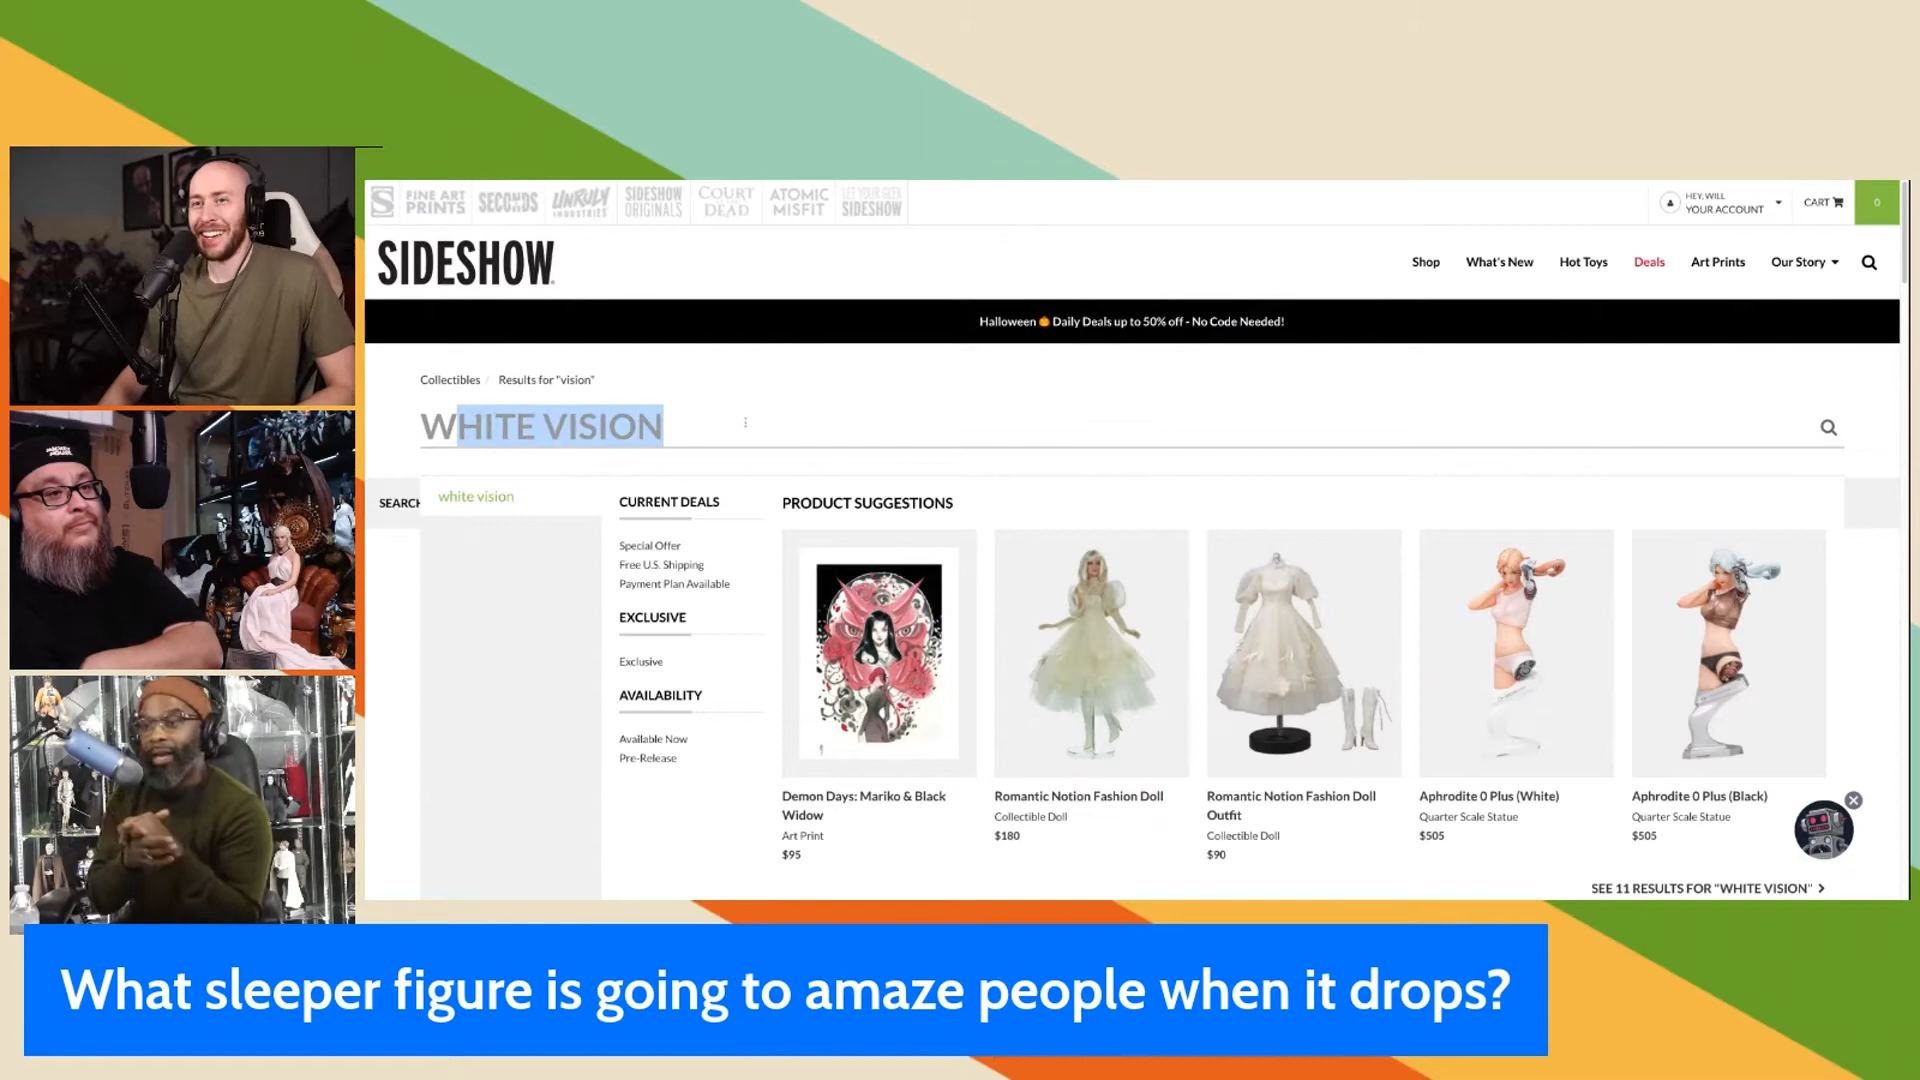 FINE ART
PRINTS
SECONDS
UNRULY
INDUSTRIES
SIDESHOW
ORIGINALS
COURT
DEAD
ATOMIC
MISFIT
LET YOUR GEEK
SIDESHOW
HEY, WILL
YOUR ACCOUNT
CART
0
SIDESHOW
Shop
What's New
Hot Toys
Deals
Art Prints
Our Story
Halloween 🎃 Daily Deals up to 50% off - No Code Needed!
Collectibles / Results for "vision"
WHITE VISION
SEARCH
white vision
CURRENT DEALS
Special Offer
Free U.S. Shipping
Payment Plan Available
EXCLUSIVE
Exclusive
AVAILABILITY
Available Now
Pre-Release
PRODUCT SUGGESTIONS
Demon Days: Mariko & Black
Widow
Art Print
$95
Romantic Notion Fashion Doll
Collectible Doll
$180
Romantic Notion Fashion Doll
Outfit
Collectible Doll
$90
Aphrodite 0 Plus (White)
Quarter Scale Statue
$505
Aphrodite 0 Plus (Black)
Quarter Scale Statue
$505
SEE 11 RESULTS FOR "WHITE VISION"
What sleeper figure is going to amaze people when it drops?